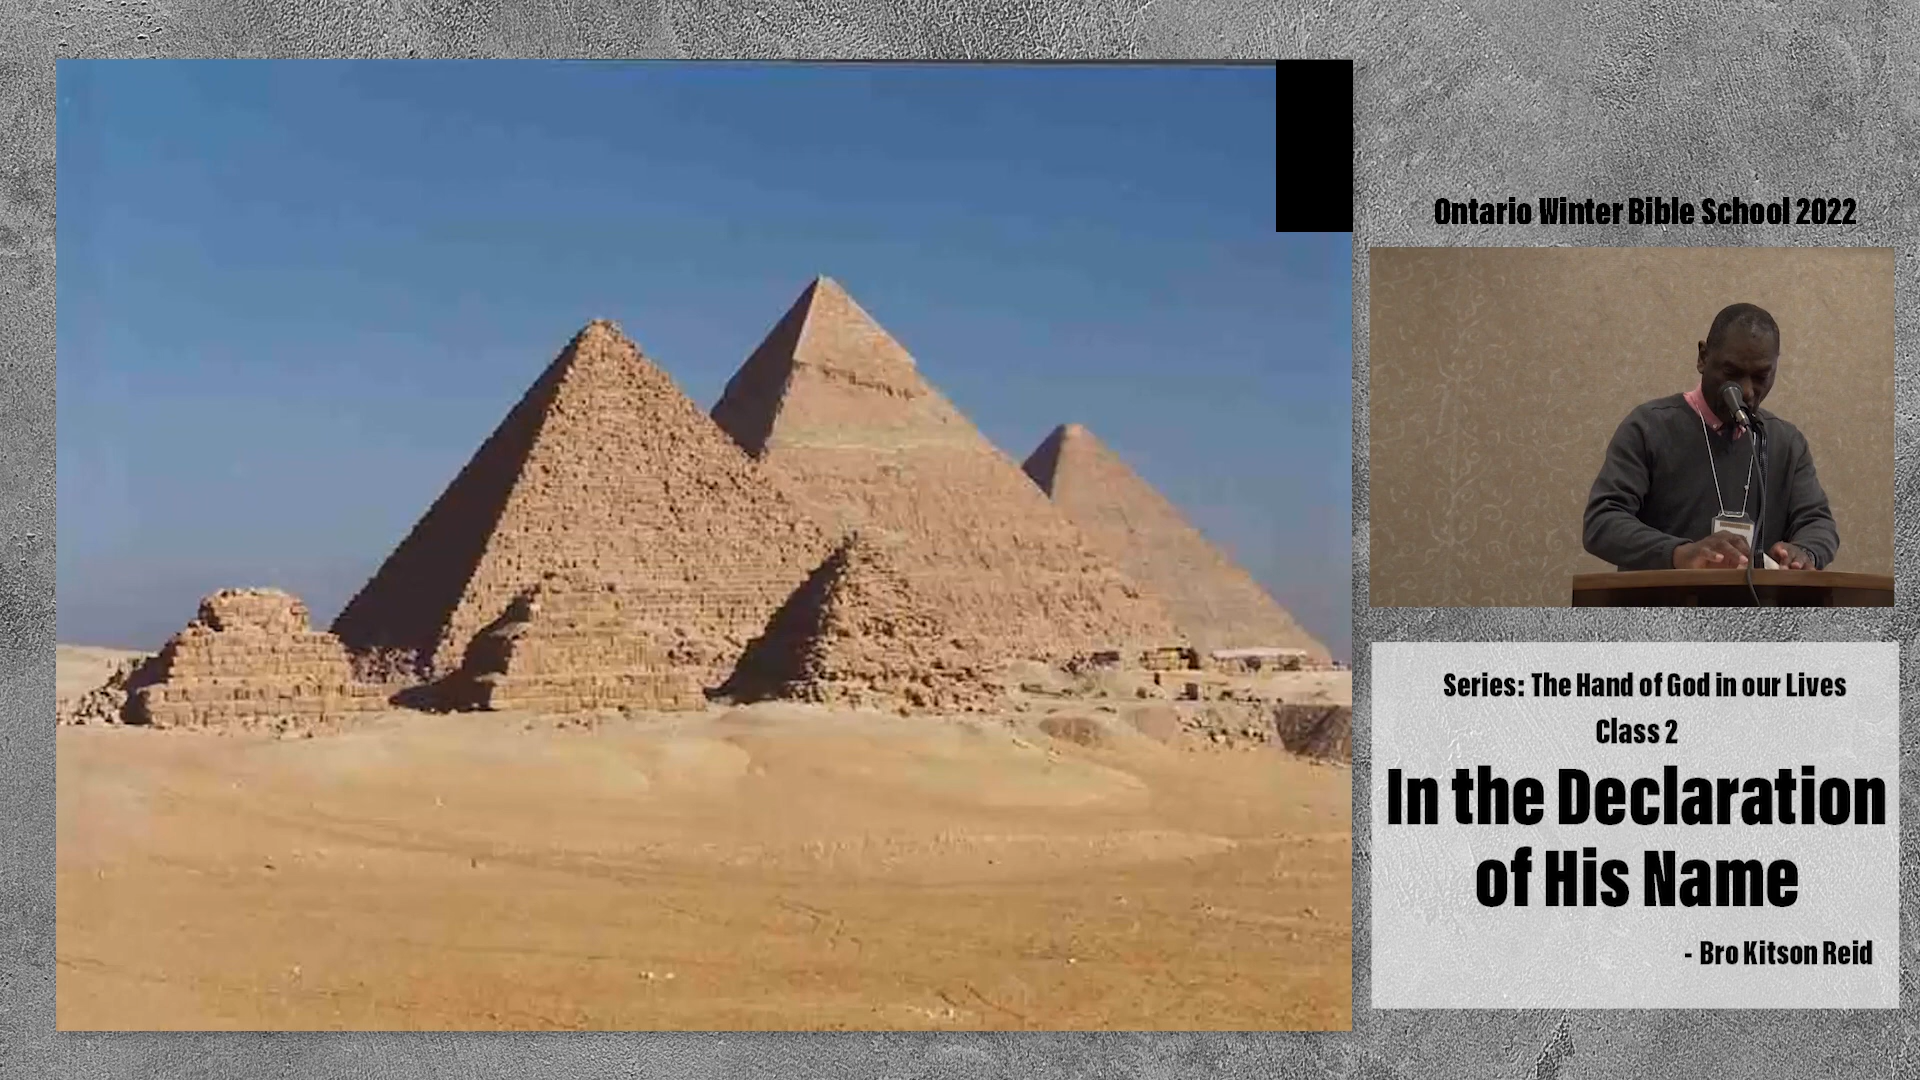 Ontario Winter Bible School 2022
Series: The Hand of God in our Lives
Class 2
In the Declaration
of His Name
- Bro Kitson Reid